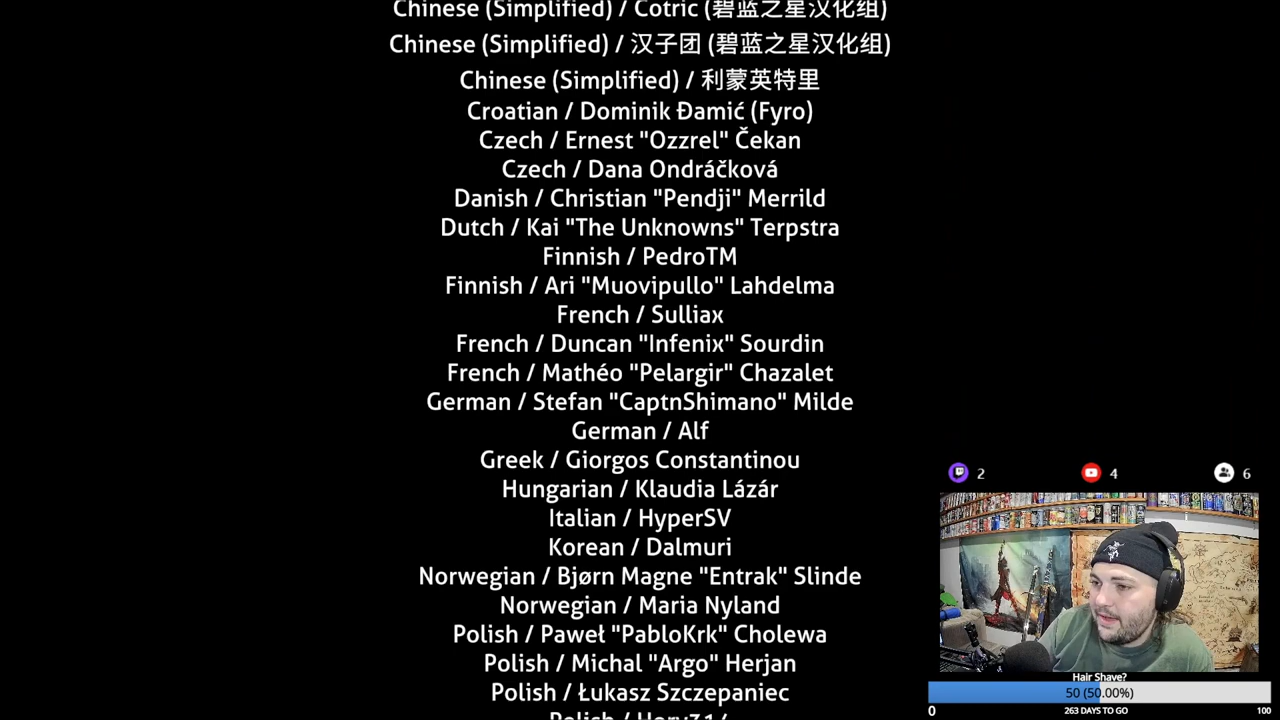 Chinese (Simplified) / Cotric (碧蓝之星汉化组)
Chinese (Simplified) / 汉子团 (碧蓝之星汉化组)
Chinese (Simplified) / 利蒙英特里
Croatian / Dominik Đamić (Fyro)
Czech / Ernest "Ozzrel" Čekan
Czech / Dana Ondráčková
Danish / Christian "Pendji" Merrild
Dutch / Kai "The Unknowns" Terpstra
Finnish / PedroTM
Finnish / Ari "Muovipullo" Lahdelma
French / Sulliax
French / Duncan "Infenix" Sourdin
French / Mathéo "Pelargir" Chazalet
German / Stefan "CaptnShimano" Milde
German / Alf
Greek / Giorgos Constantinou
Hungarian / Klaudia Lázár
Italian / HyperSV
Korean / Dalmuri
Norwegian / Bjørn Magne "Entrak" Slinde
Norwegian / Maria Nyland
Polish / Paweł "PabloKrk" Cholewa
Polish / Michal "Argo" Herjan
Polish / Łukasz Szczepaniec
2 4 6
Hair Shave?
50 (50.00%)
0 263 DAYS TO GO 100